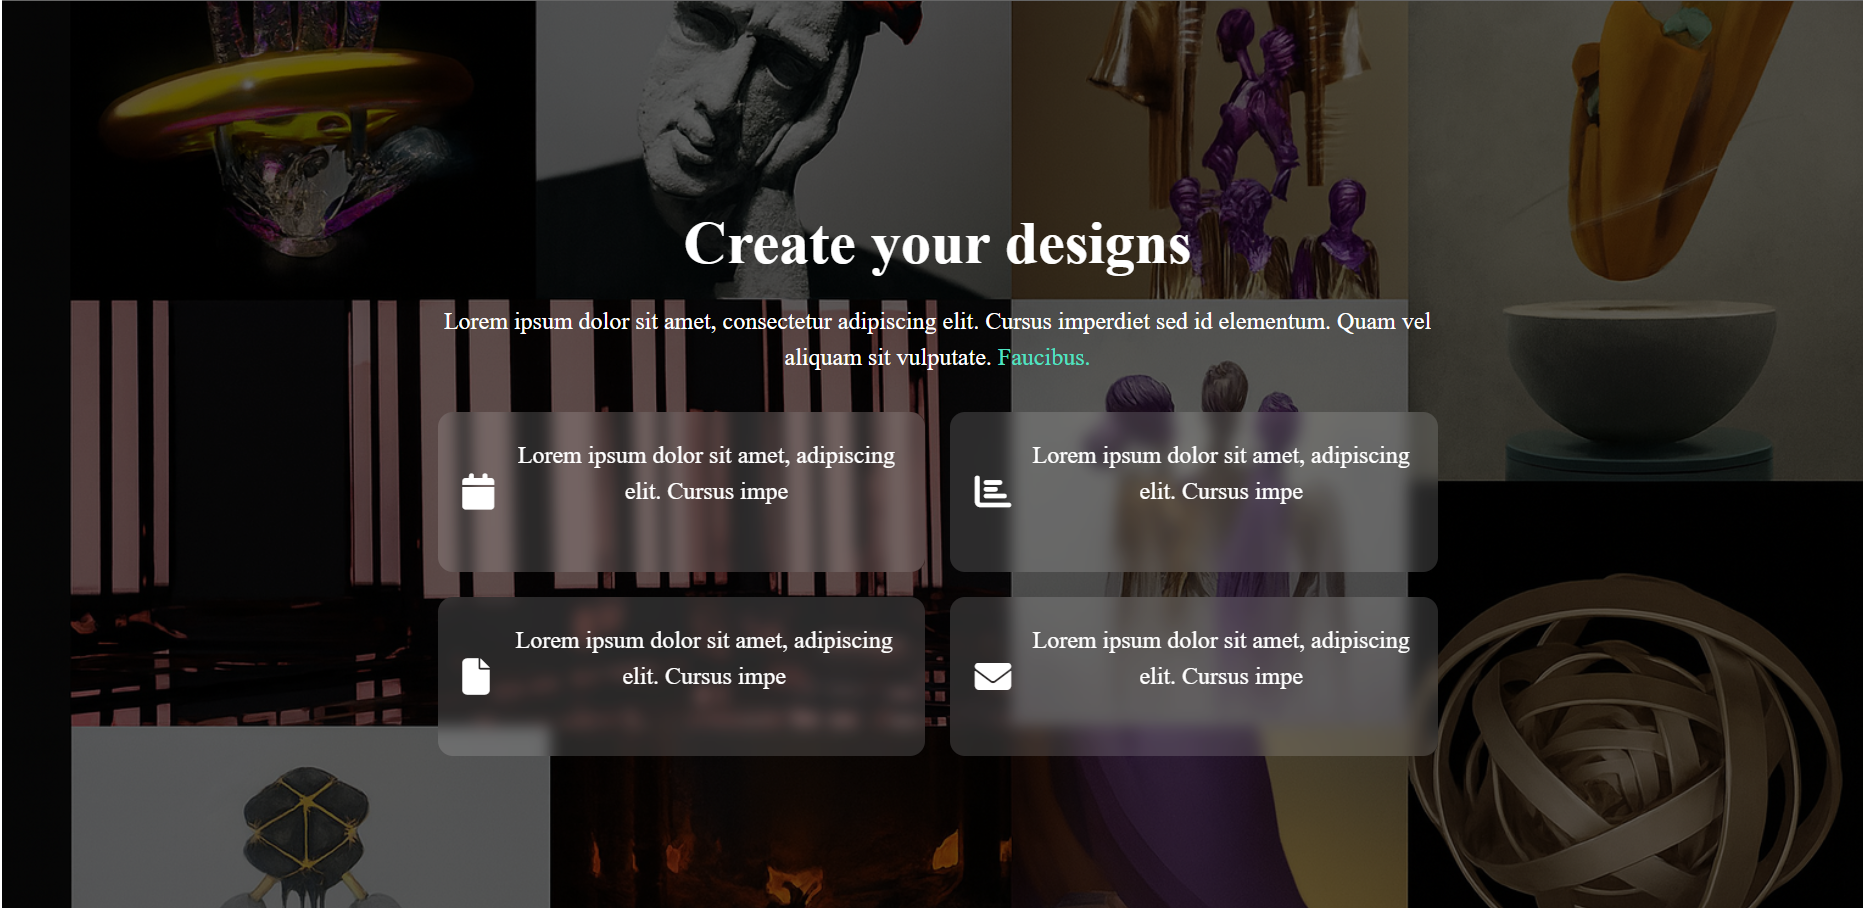 Create your designs
Lorem ipsum dolor sit amet, consectetur adipiscing elit. Cursus imperdiet sed id elementum. Quam vel
aliquam sit vulputate. Faucibus.
Lorem ipsum dolor sit amet, adipiscing
elit. Cursus impe
Lorem ipsum dolor sit amet, adipiscing
elit. Cursus impe
Lorem ipsum dolor sit amet, adipiscing
elit. Cursus impe
Lorem ipsum dolor sit amet, adipiscing
elit. Cursus impe